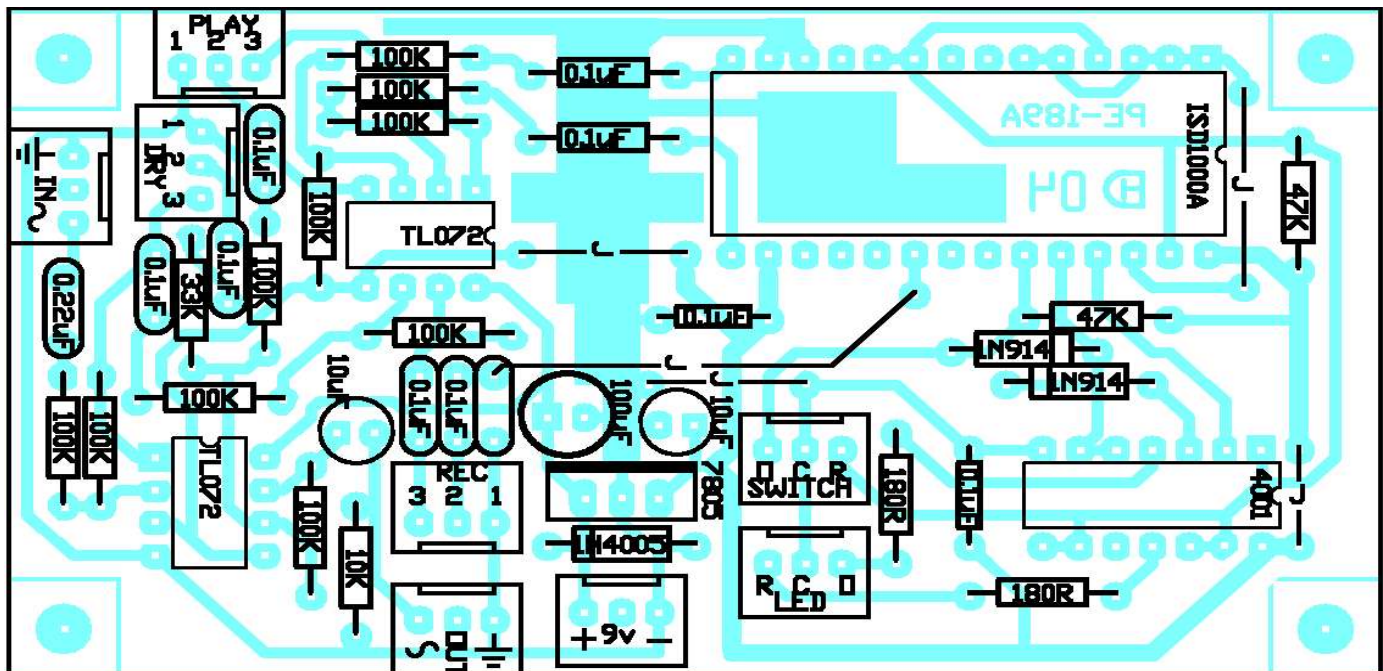 PLAY
1 2 3
100K
100K
100K
0.1uF
0.1uF
PE-189A
ISD1000A
J
04
47K
1
2
3
DRY
0.1uF
IN
100K
TL072
J
0.1uF
0.1uF
33K
100K
0.22uF
100K
0.1uF
47K
1N914
1N914
J
J
10uF
100K
0.1uF
0.1uF
100uF
10uF
100K
100K
TL072
REC
3 2 1
7805
C R
SWITCH
180R
0.1uF
4001
J
100K
10K
1N4005
R C
LED
180R
OUT
+ 9v -